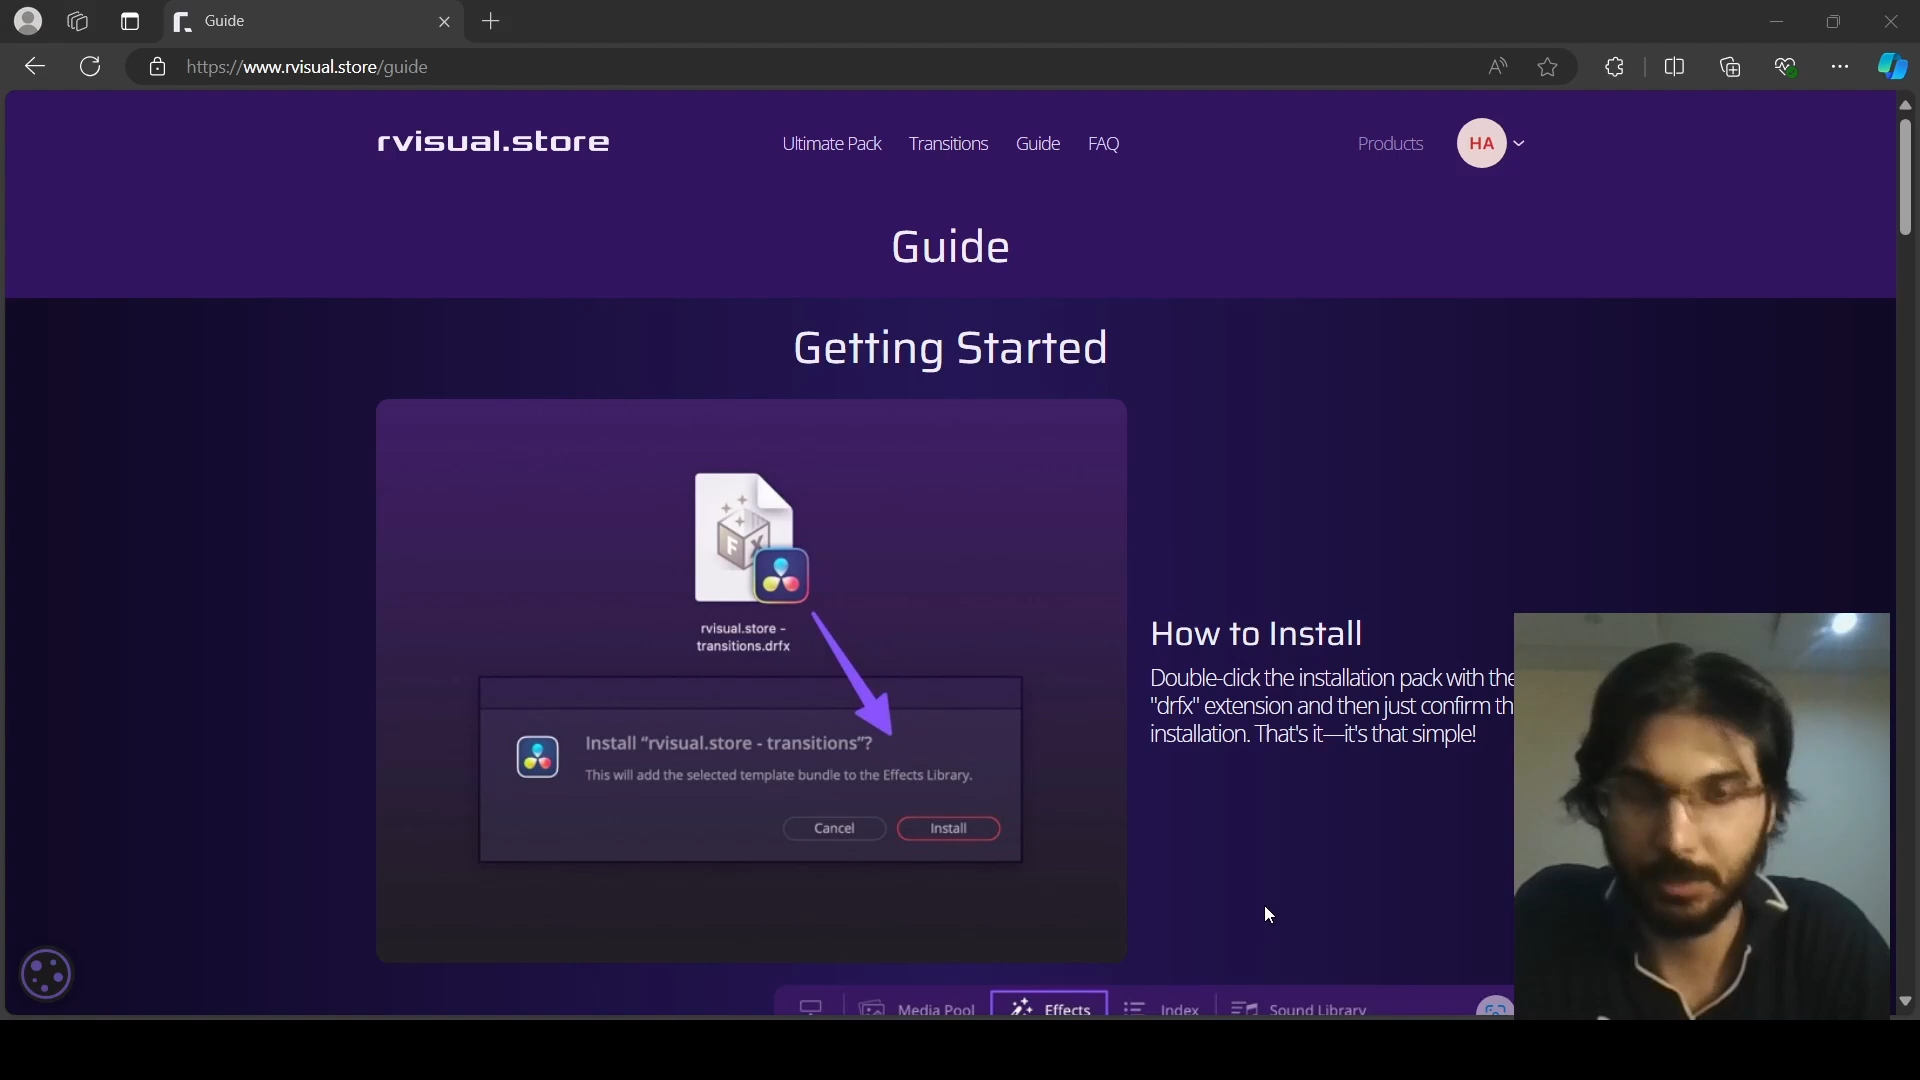 Guide
https://www.rvisual.store/guide
rvisual.store
Ultimate Pack Transitions Guide FAQ
Products HA
Guide
Getting Started
FX
rvisual.store -
transitions.drfx
Install “rvisual.store - transitions”?
This will add the selected template bundle to the Effects Library.
Cancel Install
How to Install
Double-click the installation pack with the
"drfx" extension and then just confirm th
installation. That's it—it's that simple!
Media Pool Effects Index Sound Library